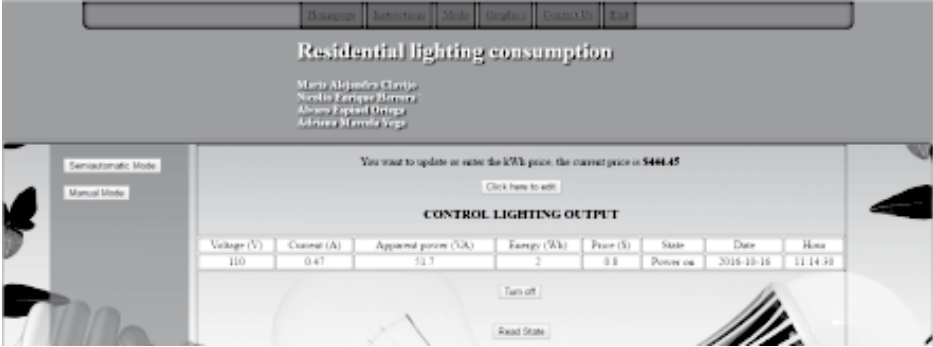 Homepage Instructions Mode Graphics Contact Us Exit
Residential lighting consumption
Maria Alejandra Clavijo
Nicolás Enrique Herrera
Alvaro Espinel Ortega
Adriana Marcela Vega
Semiautomatic Mode
Manual Mode
You want to update or enter the kWh price, the current price is $444.45
Click here to edit
CONTROL LIGHTING OUTPUT
Voltage (V) Current (A) Apparent power (VA) Energy (Wh) Price ($) State Date Hour
110 0.47 51.7 2 0.8 Power on 2016-10-16 11:14:30
Turn off
Read State